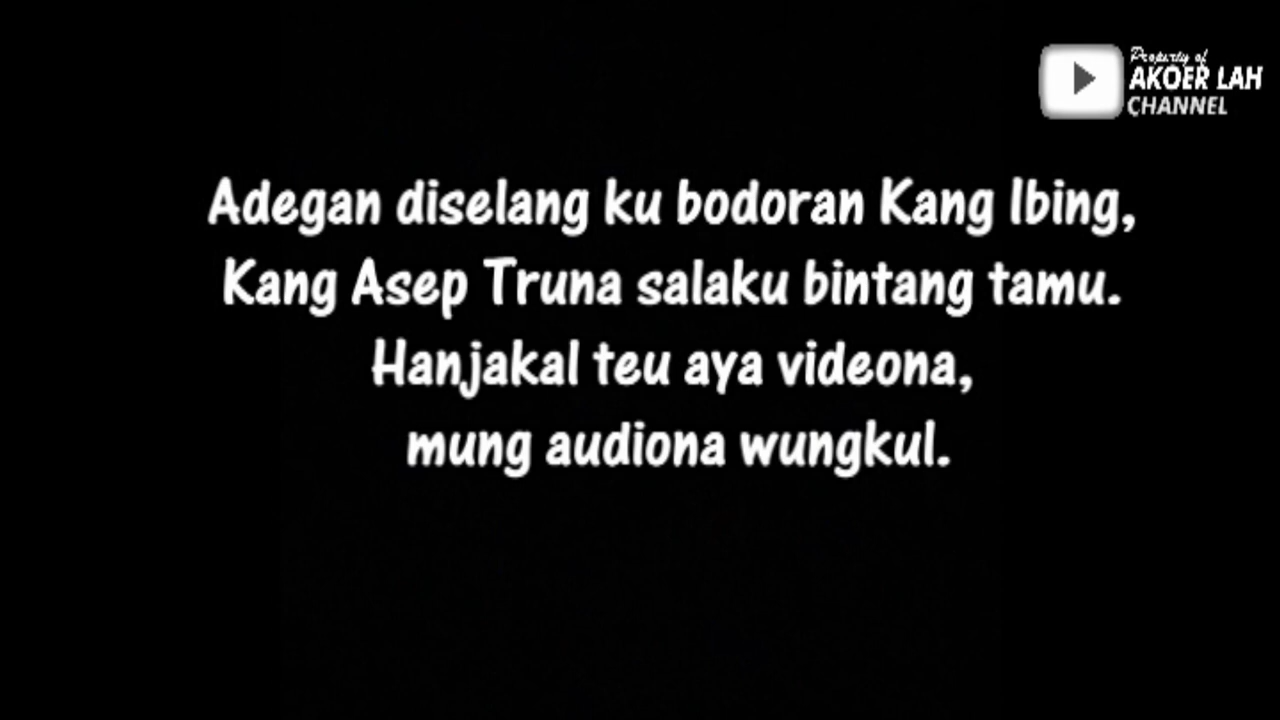 Property of
AKOER LAH
CHANNEL
Adegan diselang ku bodoran Kang Ibing,
Kang Asep Truna salaku bintang tamu.
Hanjakal teu aya videona,
mung audiona wungkul.